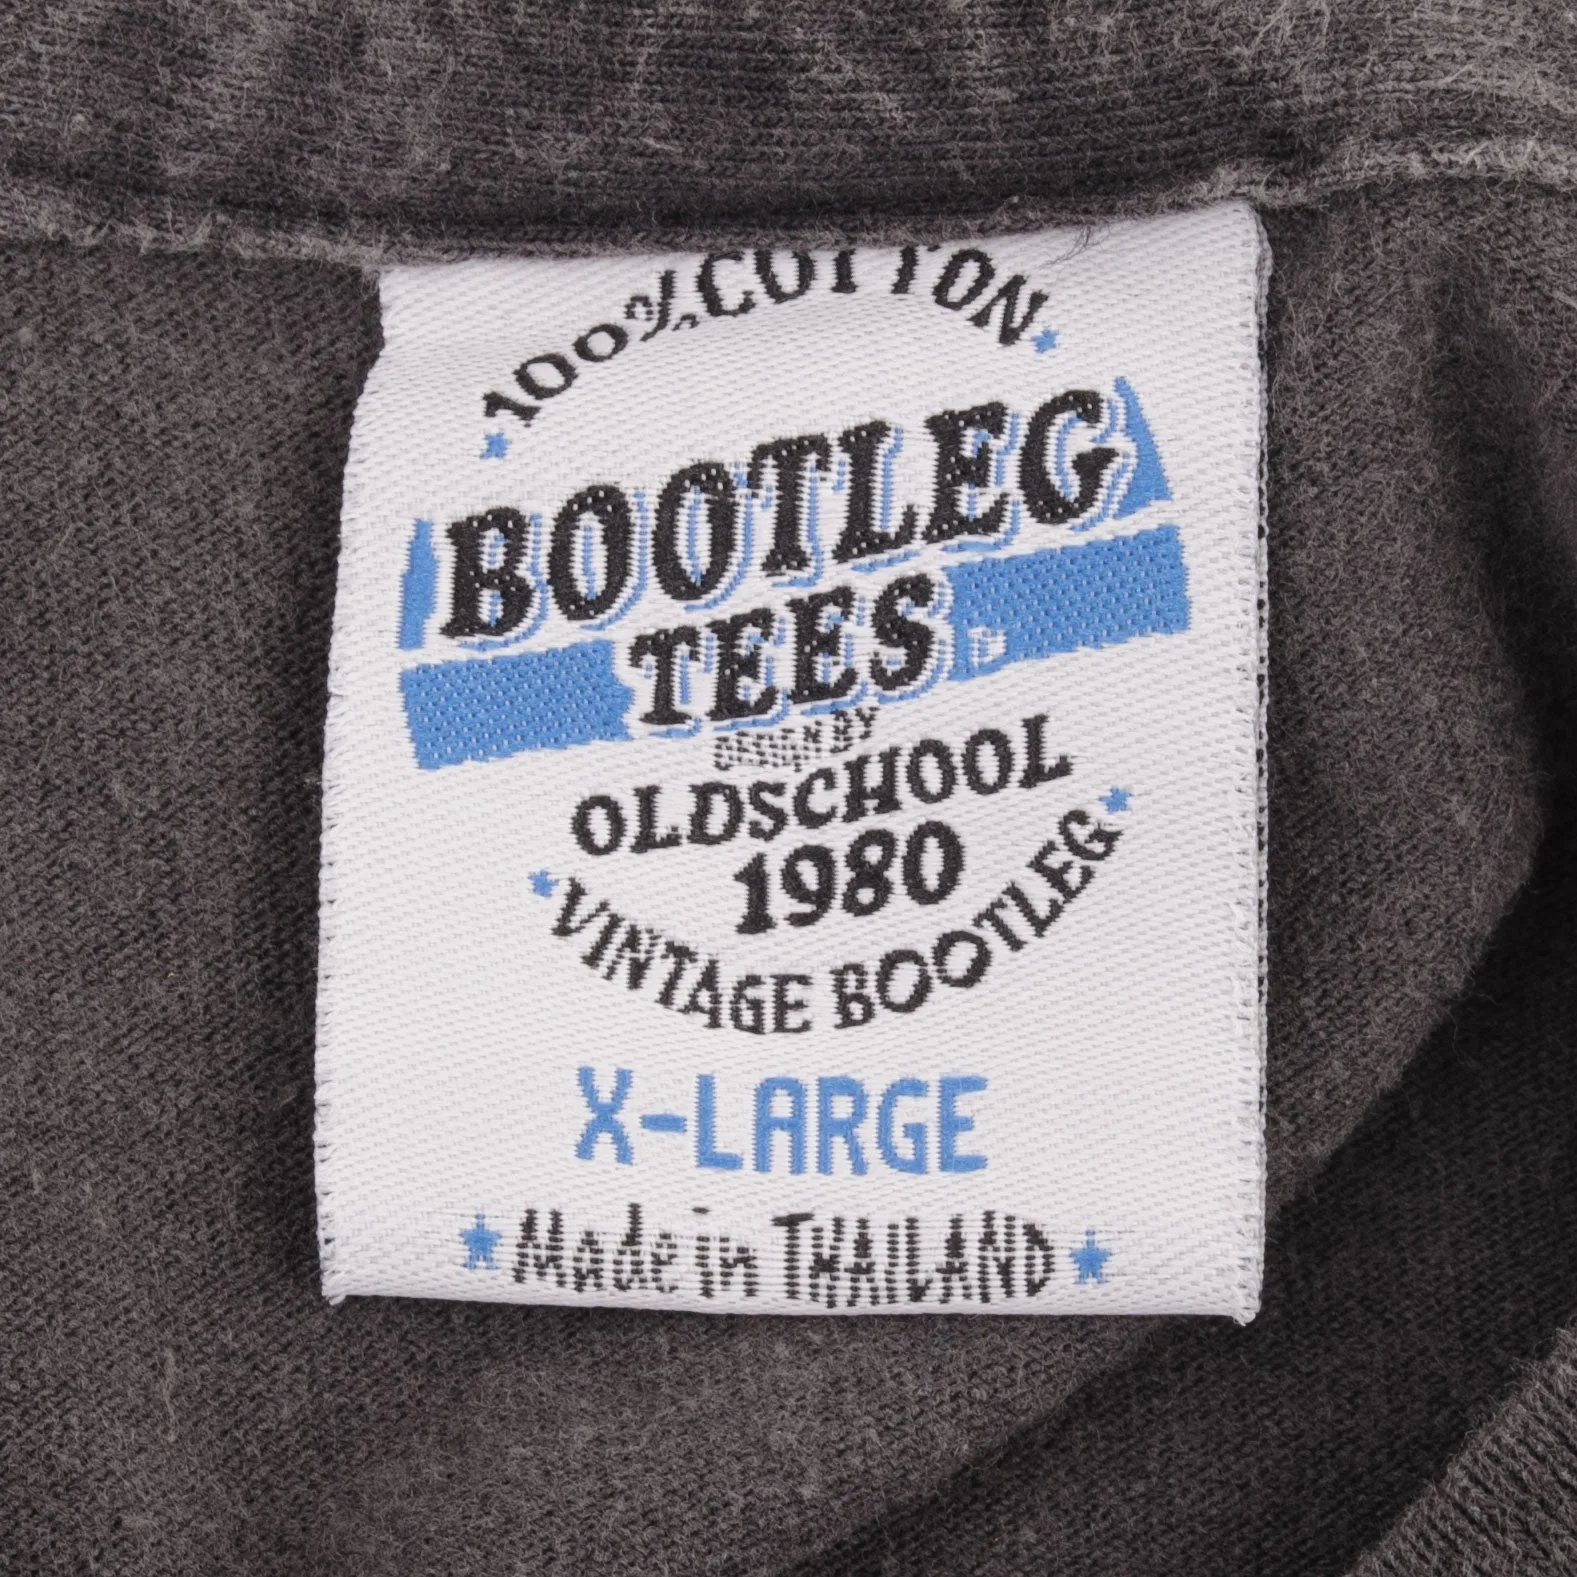 100% COTTON
BOOTLEG
TEES
DESIGN BY
OLDSCHOOL
1980
VINTAGE BOOTLEG
X-LARGE
Made in THAILAND